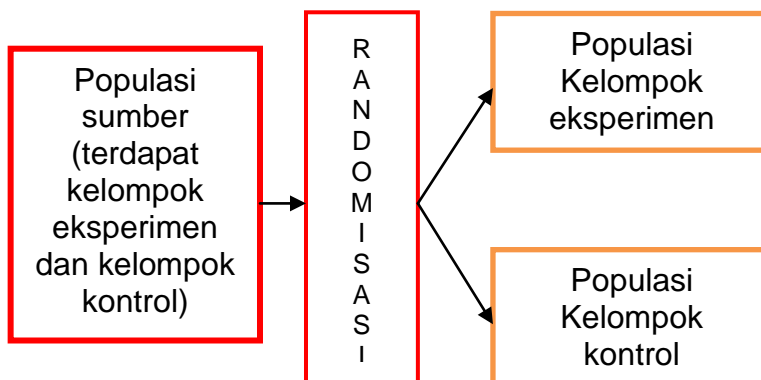 Populasi
sumber
(terdapat
kelompok
eksperimen
dan kelompok
kontrol)
R
A
N
D
O
M
I
S
A
S
I
Populasi
Kelompok
eksperimen
Populasi
Kelompok
kontrol